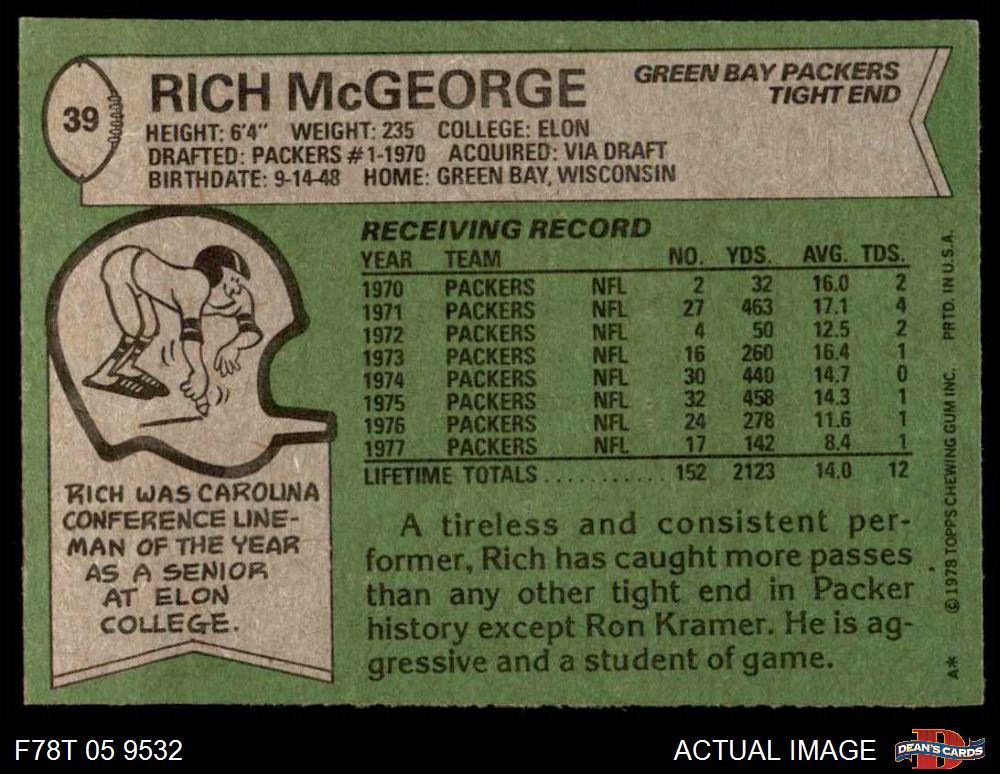 39
RICH McGEORGE
GREEN BAY PACKERS
TIGHT END
HEIGHT: 6'4" WEIGHT: 235 COLLEGE: ELON
DRAFTED: PACKERS #1-1970 ACQUIRED: VIA DRAFT
BIRTHDATE: 9-14-48 HOME: GREEN BAY, WISCONSIN
RECEIVING RECORD
YEAR TEAM NO. YDS. AVG. TDS.
1970 PACKERS NFL 2 32 16.0 2
1971 PACKERS NFL 27 463 17.1 4
1972 PACKERS NFL 4 50 12.5 2
1973 PACKERS NFL 16 260 16.4 1
1974 PACKERS NFL 30 440 14.7 0
1975 PACKERS NFL 32 458 14.3 1
1976 PACKERS NFL 24 278 11.6 1
1977 PACKERS NFL 17 142 8.4 1
LIFETIME TOTALS ........... 152 2123 14.0 12
RICH WAS CAROLINA
CONFERENCE LINE-
MAN OF THE YEAR
AS A SENIOR
AT ELON
COLLEGE.
A tireless and consistent per-
former, Rich has caught more passes
than any other tight end in Packer
history except Ron Kramer. He is ag-
gressive and a student of game.
A* © 1978 TOPPS CHEWING GUM INC. PRTD. IN U.S.A.
F78T 05 9532
ACTUAL IMAGE
D
DEAN'S CARDS